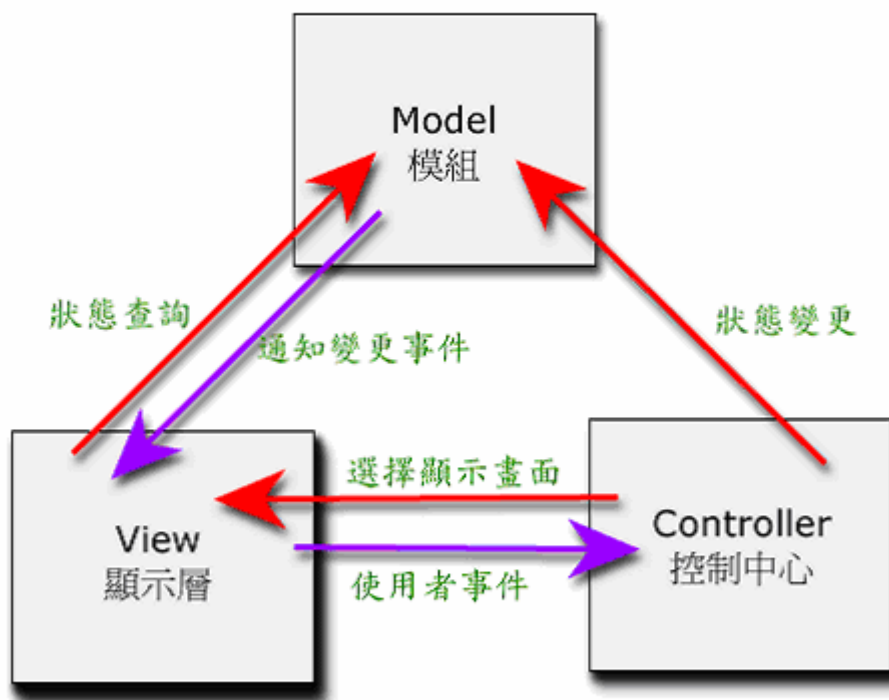 Model
模組
狀態查詢
通知變更事件
狀態變更
選擇顯示畫面
View
顯示層
Controller
控制中心
使用者事件